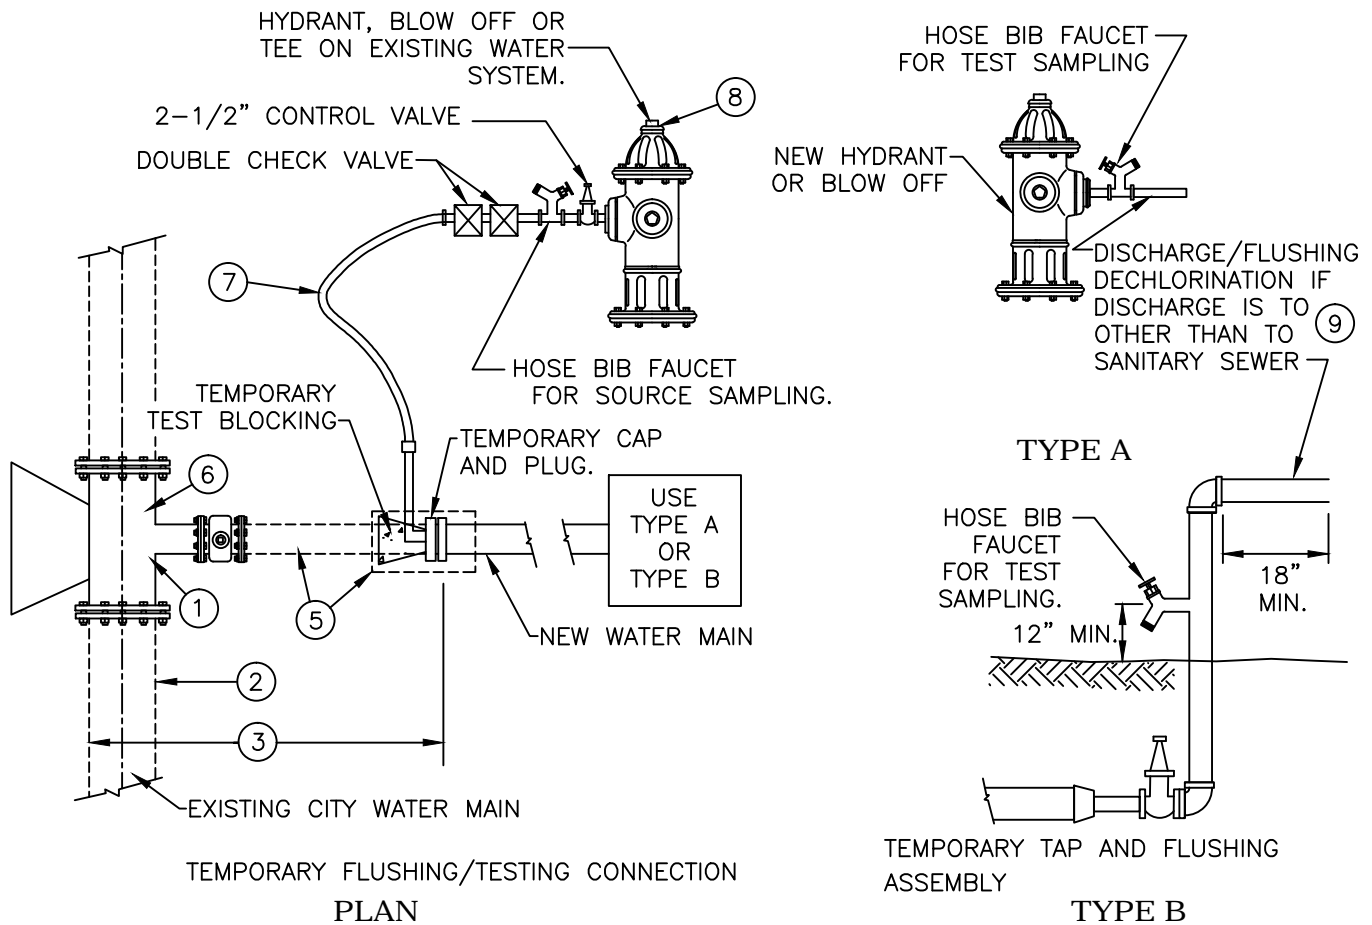 HYDRANT, BLOW OFF OR
TEE ON EXISTING WATER
SYSTEM.
8
2-1/2" CONTROL VALVE
DOUBLE CHECK VALVE
7
HOSE BIB FAUCET
FOR SOURCE SAMPLING.
TEMPORARY
TEST BLOCKING
TEMPORARY CAP
AND PLUG.
6
USE
TYPE A
OR
TYPE B
1
5
NEW WATER MAIN
2
3
EXISTING CITY WATER MAIN
TEMPORARY FLUSHING/TESTING CONNECTION
PLAN
HOSE BIB FAUCET
FOR TEST SAMPLING
NEW HYDRANT
OR BLOW OFF
DISCHARGE/FLUSHING
DECHLORINATION IF
DISCHARGE IS TO
OTHER THAN TO
SANITARY SEWER
9
TYPE A
HOSE BIB
FAUCET
FOR TEST
SAMPLING.
18"
MIN.
12" MIN.
TEMPORARY TAP AND FLUSHING
ASSEMBLY
TYPE B